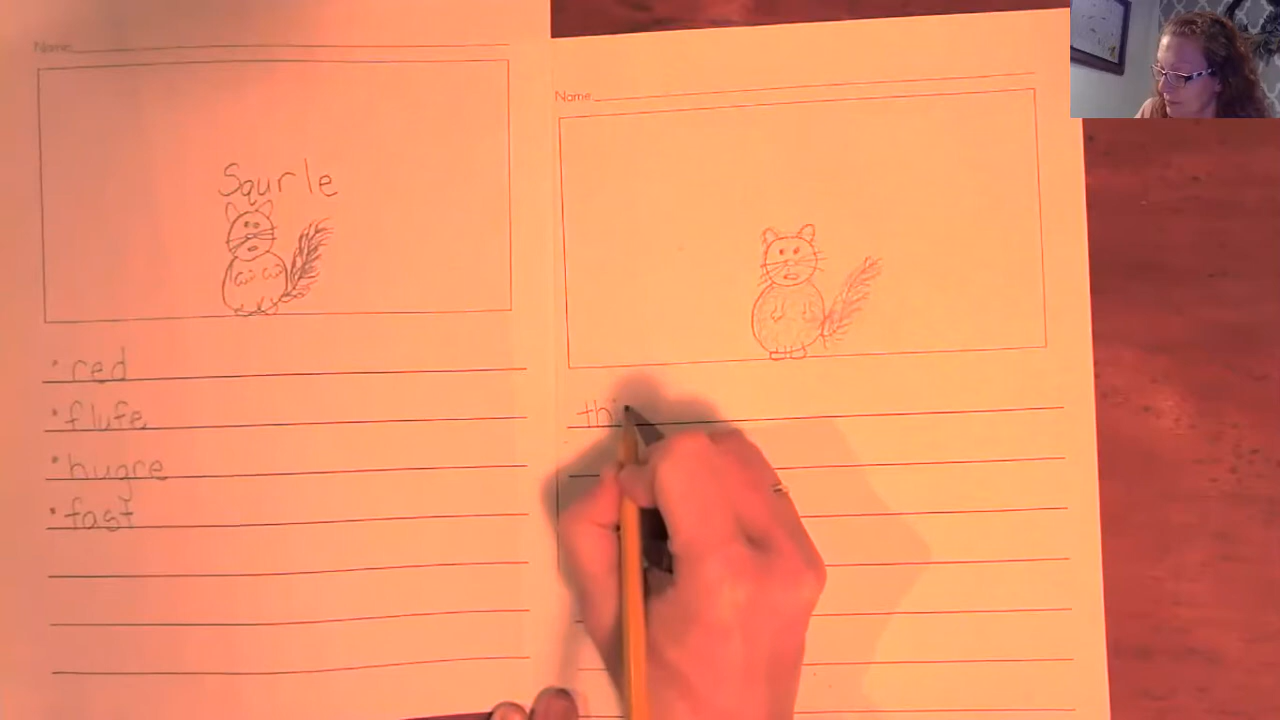 Name
Squrle
• red
• flufe
• hugre
• fast
Name
thi